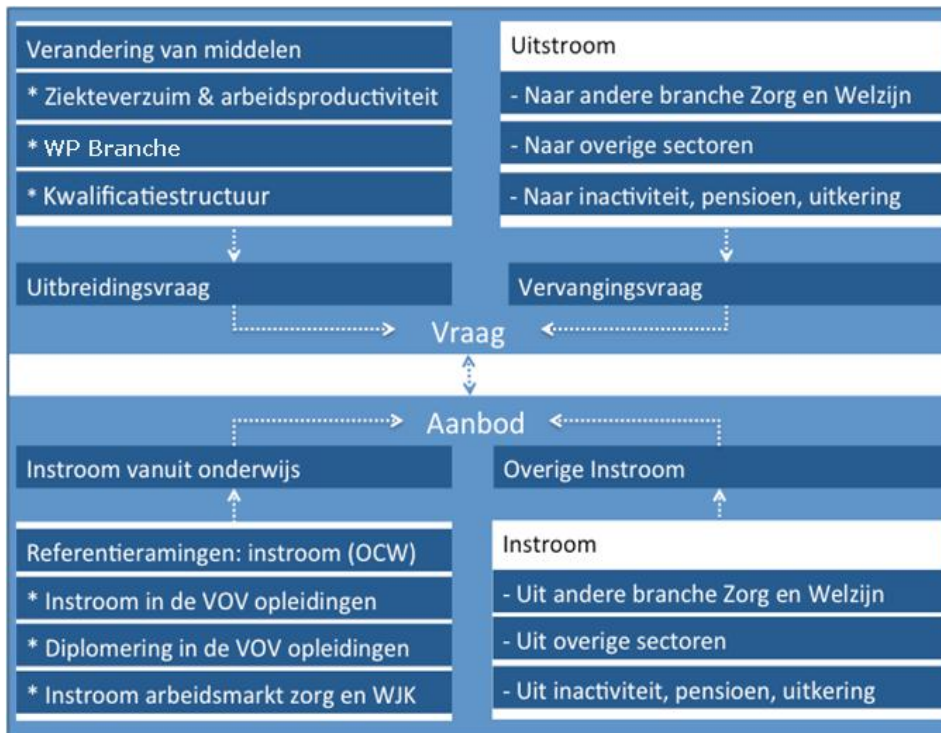 Verandering van middelen
* Ziekteverzuim & arbeidsproductiviteit
* WP Branche
* Kwalificatiestructuur
Uitbreidingsvraag
Uitstroom
- Naar andere branche Zorg en Welzijn
- Naar overige sectoren
- Naar inactiviteit, pensioen, uitkering
Vervangingsvraag
Vraag
Aanbod
Instroom vanuit onderwijs
Referentieramingen: instroom (OCW)
* Instroom in de VOV opleidingen
* Diplomering in de VOV opleidingen
* Instroom arbeidsmarkt zorg en WJK
Overige Instroom
Instroom
- Uit andere branche Zorg en Welzijn
- Uit overige sectoren
- Uit inactiviteit, pensioen, uitkering